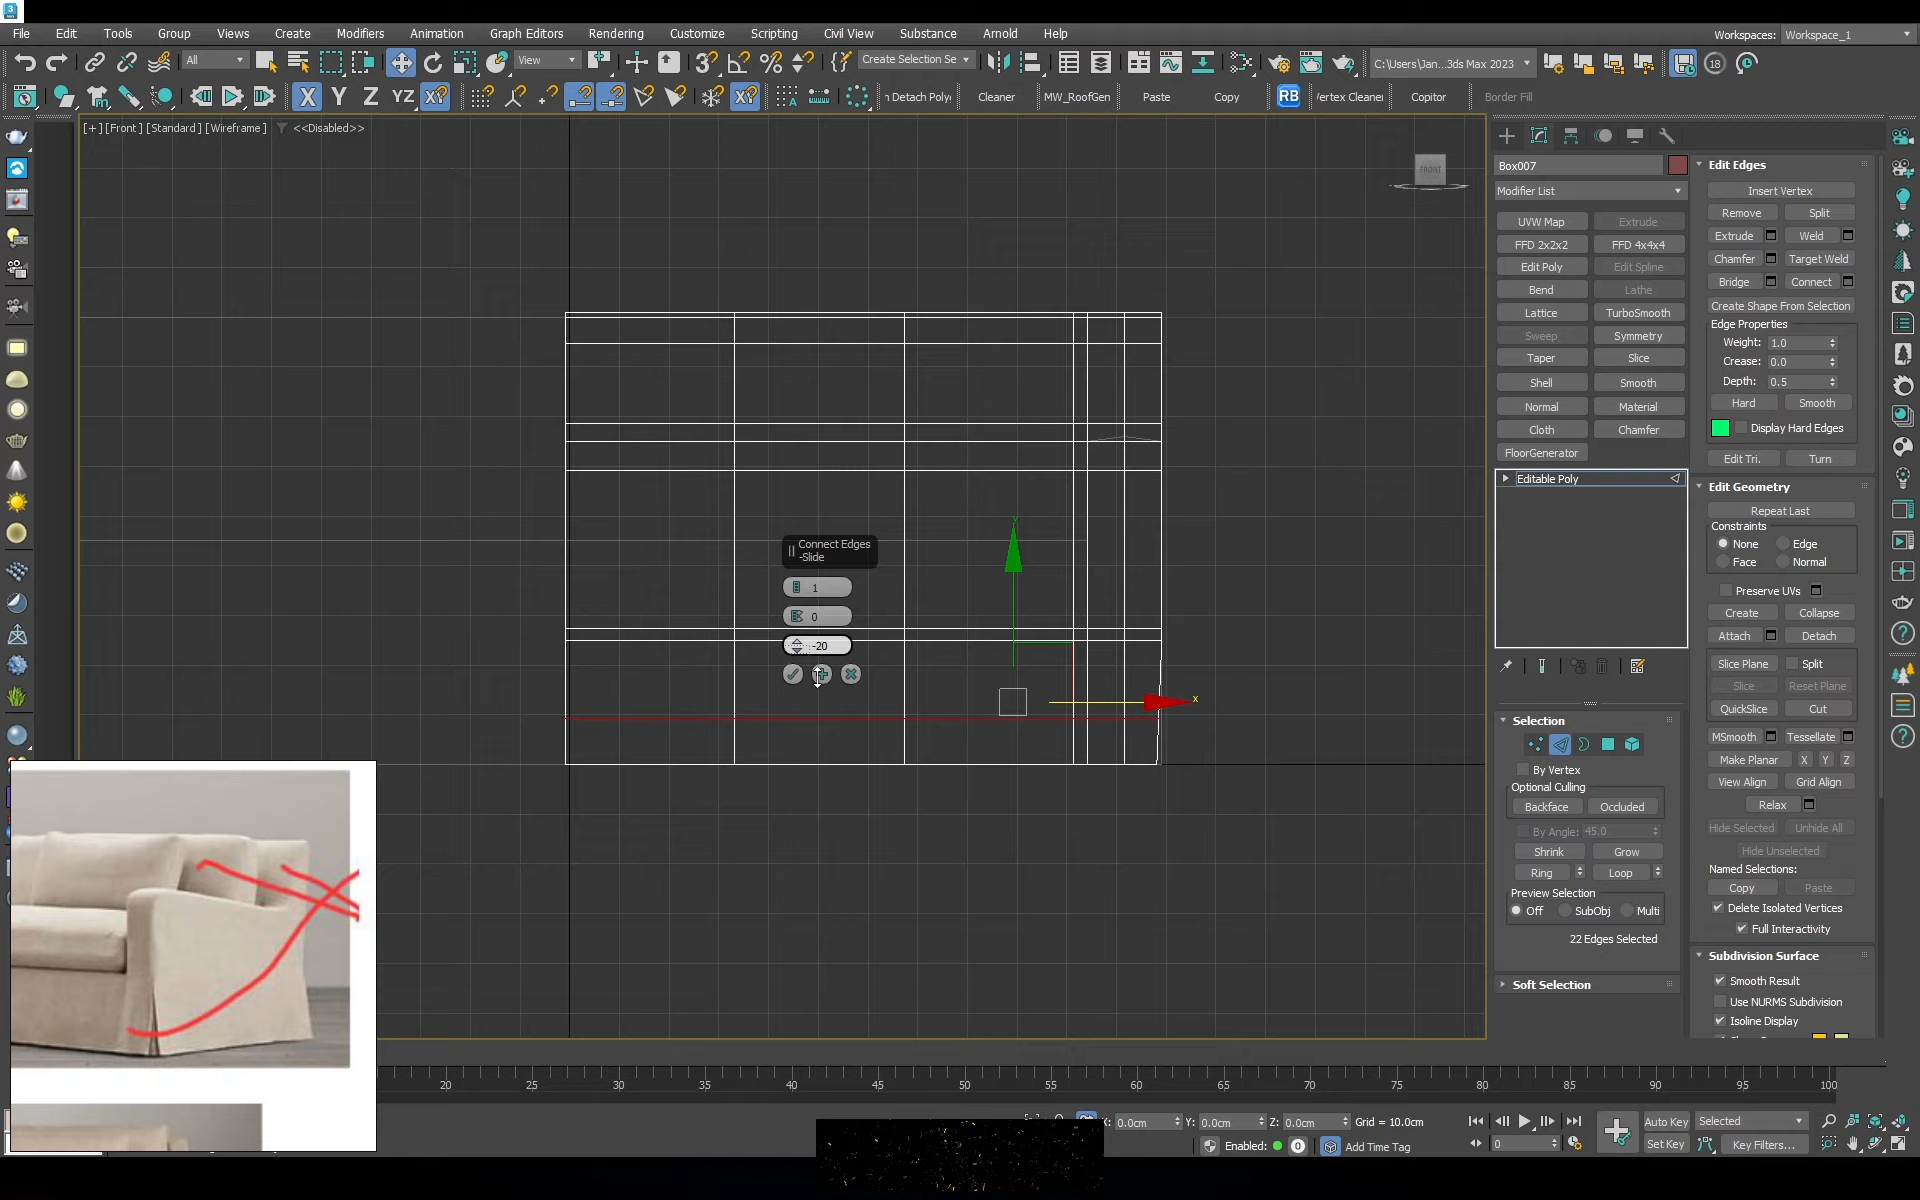 File Edit Tools Group Views Create Modifiers Animation Graph Editors Rendering Customize Scripting Civil View Substance Arnold Help Workspaces: Workspace_1
All View Create Selection Se C:\Users\Jan...3ds Max 2023 18
X Y Z YZ XY XY n Detach Poly Cleaner MW_RoofGen Paste Copy RB Vertex Cleaner Copitor Border Fill
[+] [Front] [Standard] [Wireframe] <<Disabled>>
FRONT
Connect Edges
-Slide
1
0
-20
y
x
Box007
Modifier List
UVW Map Extrude
FFD 2x2x2 FFD 4x4x4
Edit Poly Edit Spline
Bend Lathe
Lattice TurboSmooth
Sweep Symmetry
Taper Slice
Shell Smooth
Normal Material
Cloth Chamfer
FloorGenerator
Editable Poly
Selection
By Vertex
Optional Culling
Backface Occluded
By Angle: 45.0
Shrink Grow
Ring Loop
Preview Selection
Off SubObj Multi
22 Edges Selected
Soft Selection
Edit Edges
Insert Vertex
Remove Split
Extrude Weld
Chamfer Target Weld
Bridge Connect
Create Shape From Selection
Edge Properties
Weight: 1.0
Crease: 0.0
Depth: 0.5
Hard Smooth
Display Hard Edges
Edit Tri. Turn
Edit Geometry
Repeat Last
Constraints
None Edge
Face Normal
Preserve UVs
Create Collapse
Attach Detach
Slice Plane Split
Slice Reset Plane
QuickSlice Cut
MSmooth Tessellate
Make Planar X Y Z
View Align Grid Align
Relax
Hide Selected Unhide All
Hide Unselected
Named Selections:
Copy Paste
Delete Isolated Vertices
Full Interactivity
Subdivision Surface
Smooth Result
Use NURMS Subdivision
Isoline Display
20 25 30 35 40 45 50 55 60 65 70 75 80 85 90 95 100
X: 0.0cm Y: 0.0cm Z: 0.0cm Grid = 10.0cm Auto Key Selected
Enabled: 0 Add Time Tag 0 Set Key Key Filters...